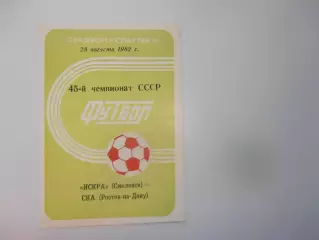 СТАДИОН «СПАРТАК»
28 августа 1982 г.
45-й чемпионат СССР
ФУТБОЛ
«ИСКРА» (Смоленск) —
СКА (Ростов-на-Дону)